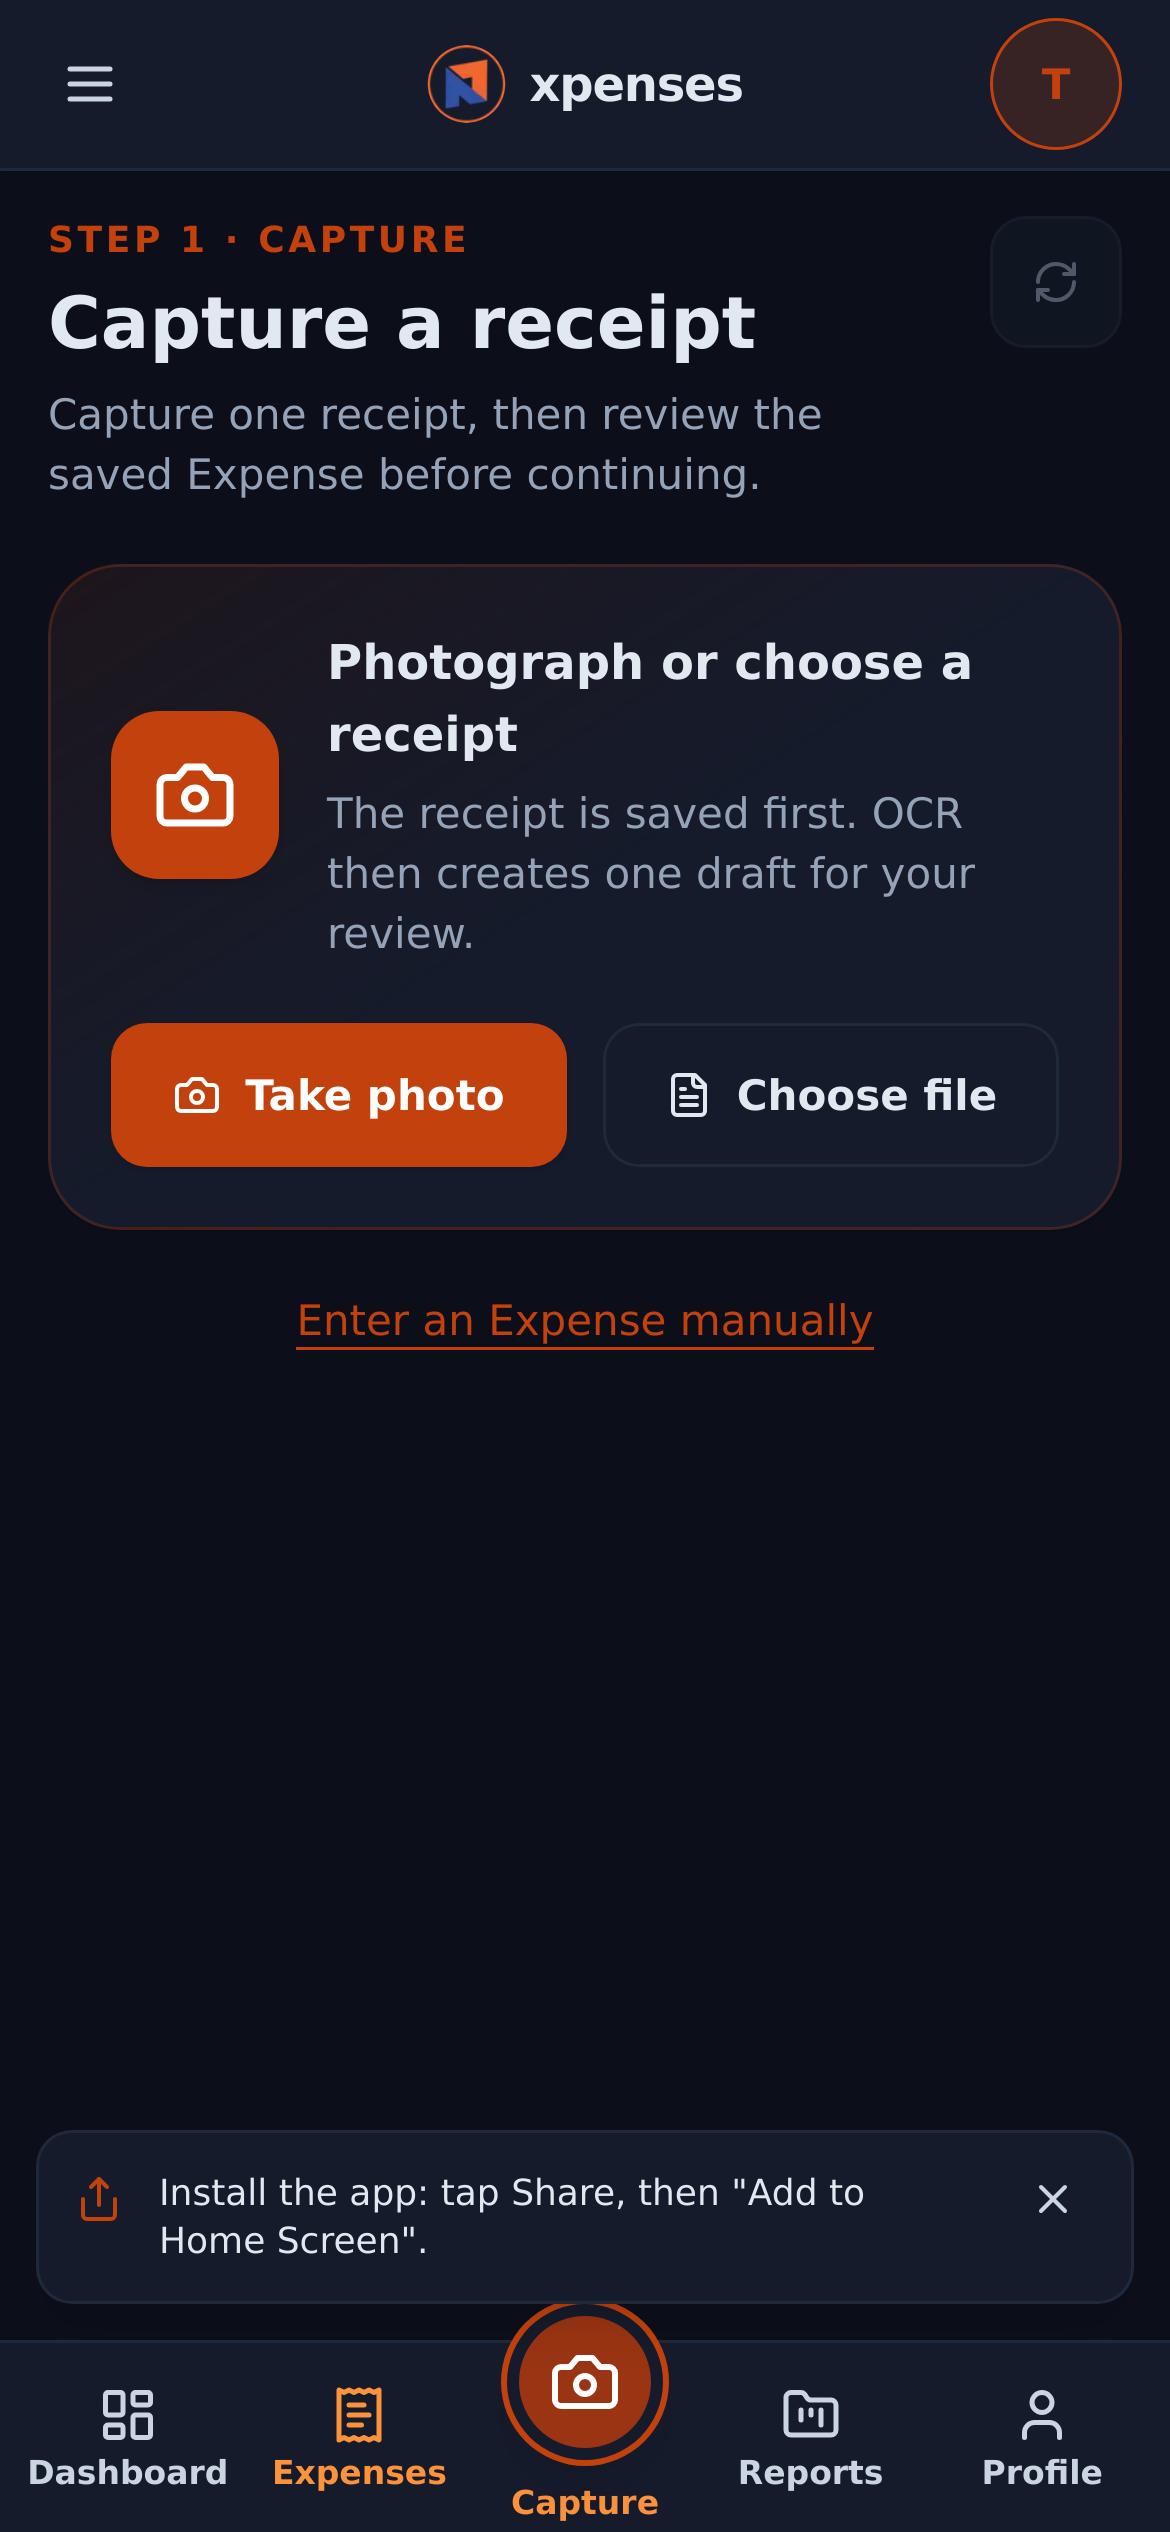 xpenses
T
STEP 1 · CAPTURE
Capture a receipt
Capture one receipt, then review the
saved Expense before continuing.
Photograph or choose a
receipt
The receipt is saved first. OCR
then creates one draft for your
review.
Take photo
Choose file
Enter an Expense manually
Install the app: tap Share, then "Add to
Home Screen".
Dashboard
Expenses
Capture
Reports
Profile